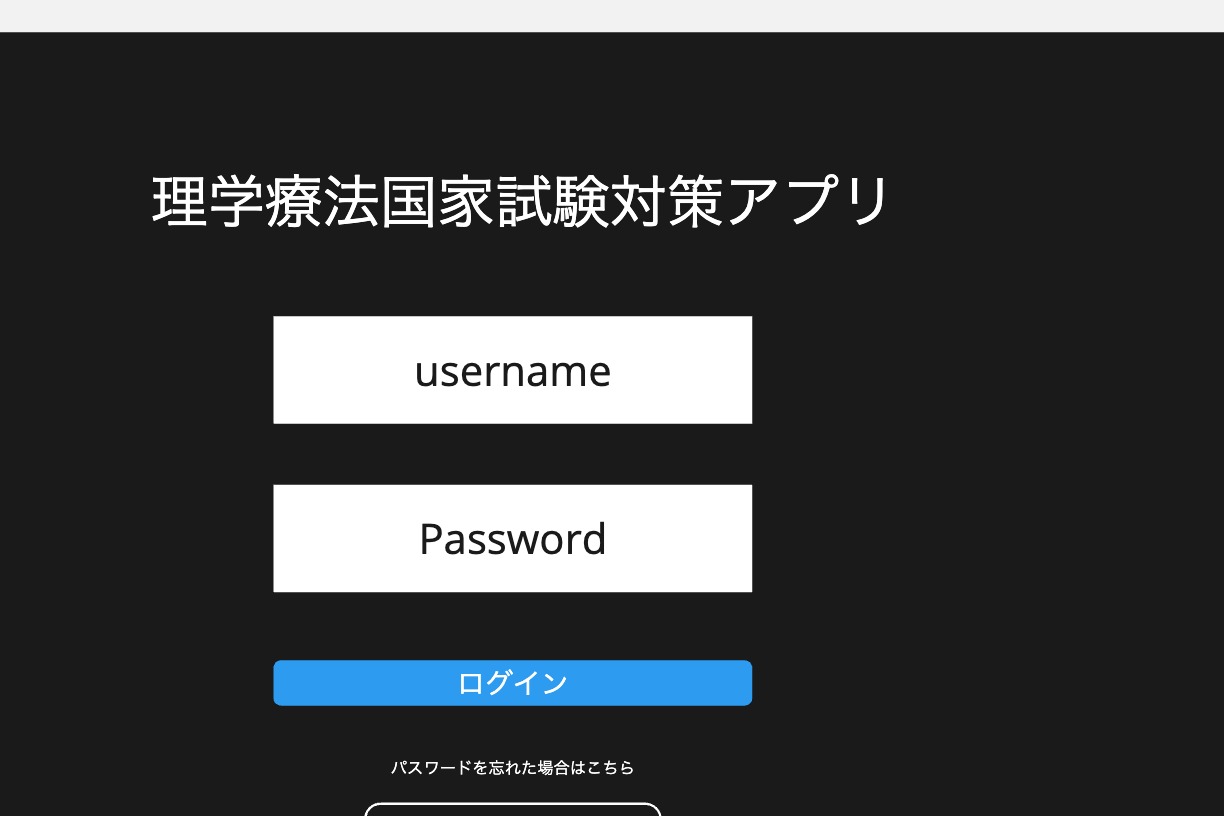 理学療法国家試験対策アプリ
username
Password
ログイン
パスワードを忘れた場合はこちら